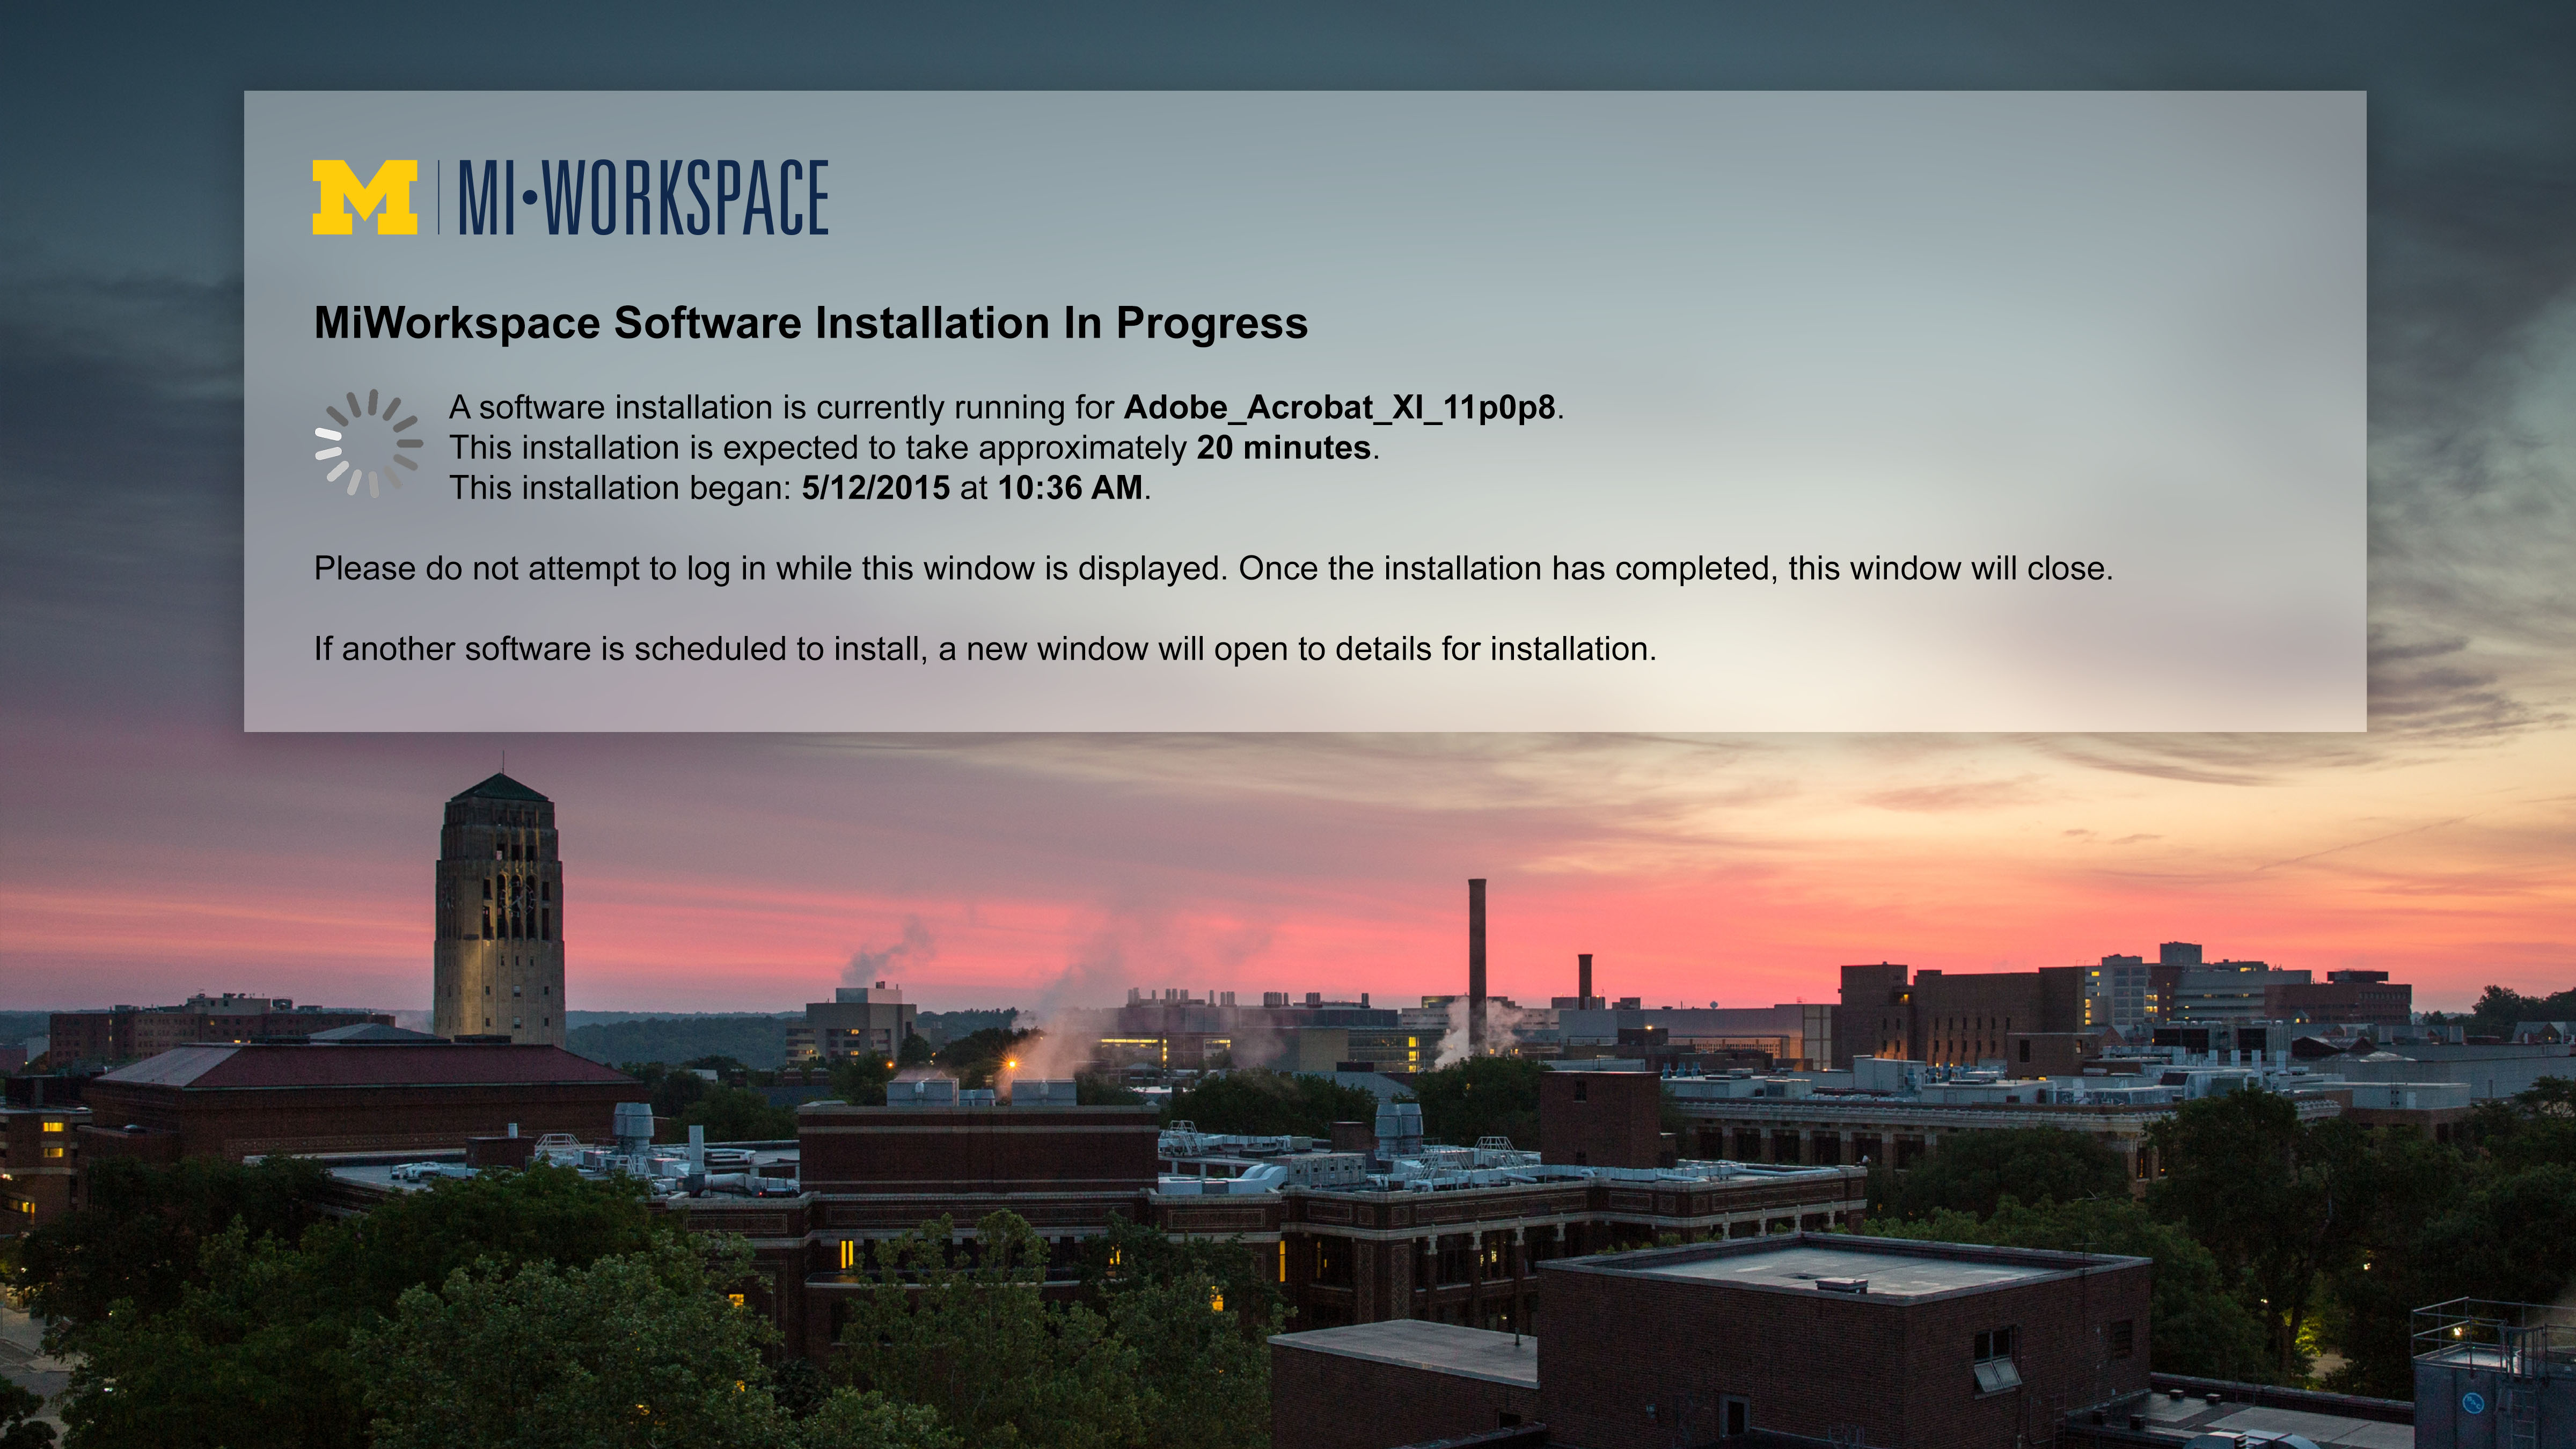 M MI•WORKSPACE
MiWorkspace Software Installation In Progress
A software installation is currently running for Adobe_Acrobat_XI_11p0p8.
This installation is expected to take approximately 20 minutes.
This installation began: 5/12/2015 at 10:36 AM.
Please do not attempt to log in while this window is displayed. Once the installation has completed, this window will close.
If another software is scheduled to install, a new window will open to details for installation.